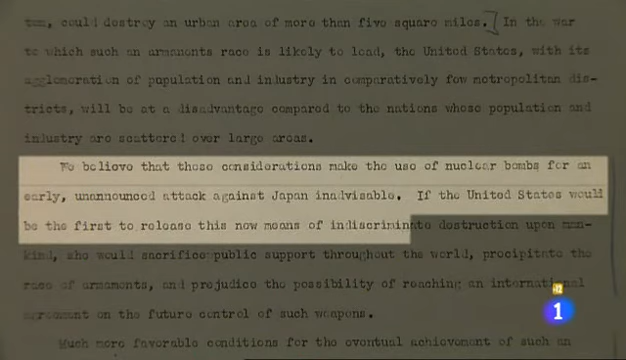 ton, could destroy an urban area of more than five square miles.] In the war
to which such an armaments race is likely to lead, the United States, with its
agglomeration of population and industry in comparatively few metropolitan dis-
tricts, will be at a disadvantage compared to the nations whose population and
industry are scattered over large areas.
We believe that these considerations make the use of nuclear bombs for an
early, unannounced attack against Japan inadvisable. If the United States would
be the first to release this new means of indiscriminate destruction upon man-
kind, she would sacrifice public support throughout the world, precipitate the
race of armaments, and prejudice the possibility of reaching an international
agreement on the future control of such weapons.
Much more favorable conditions for the eventual achievement of such an
1